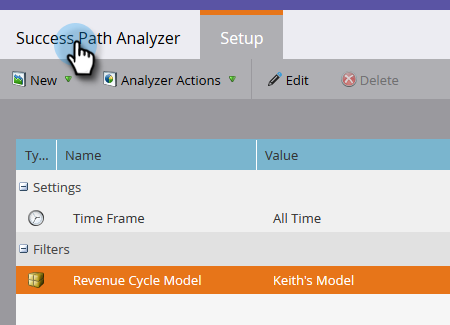 Success Path Analyzer Setup
New Analyzer Actions Edit Delete
Ty... Name Value
Settings
Time Frame All Time
Filters
Revenue Cycle Model Keith's Model